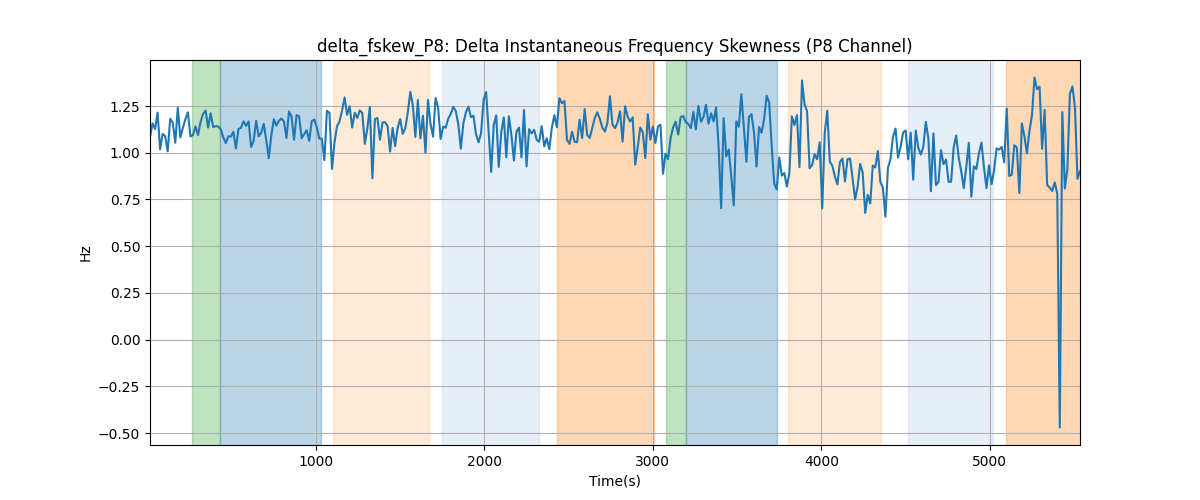 delta_fskew_P8: Delta Instantaneous Frequency Skewness (P8 Channel)
Hz
1.25
1.00
0.75
0.50
0.25
0.00
−0.25
−0.50
1000 2000 3000 4000 5000
Time(s)